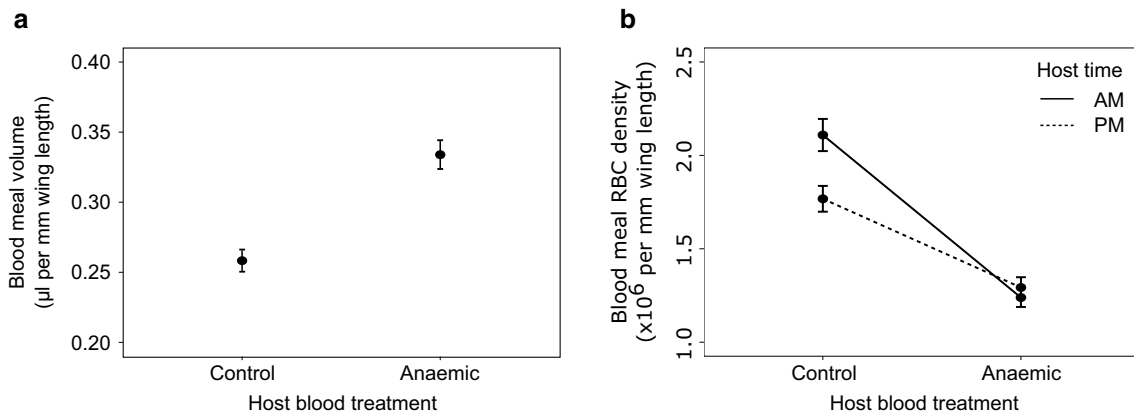 a
Blood meal volume
(µl per mm wing length)
0.40
0.35
0.30
0.25
0.20
Control
Anaemic
Host blood treatment
b
Blood meal RBC density
(x10⁶ per mm wing length)
2.5
2.0
1.5
1.0
Host time
AM
PM
Control
Anaemic
Host blood treatment